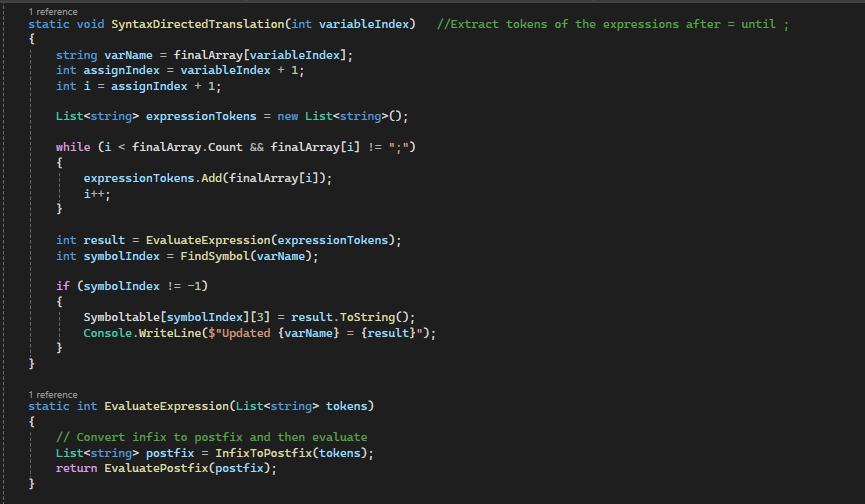 1 reference
static void SyntaxDirectedTranslation(int variableIndex)   //Extract tokens of the expressions after = until ;
{
    string varName = finalArray[variableIndex];
    int assignIndex = variableIndex + 1;
    int i = assignIndex + 1;

    List<string> expressionTokens = new List<string>();

    while (i < finalArray.Count && finalArray[i] != ";")
    {
        expressionTokens.Add(finalArray[i]);
        i++;
    }

    int result = EvaluateExpression(expressionTokens);
    int symbolIndex = FindSymbol(varName);

    if (symbolIndex != -1)
    {
        Symboltable[symbolIndex][3] = result.ToString();
        Console.WriteLine($"Updated {varName} = {result}");
    }
}

1 reference
static int EvaluateExpression(List<string> tokens)
{
    // Convert infix to postfix and then evaluate
    List<string> postfix = InfixToPostfix(tokens);
    return EvaluatePostfix(postfix);
}